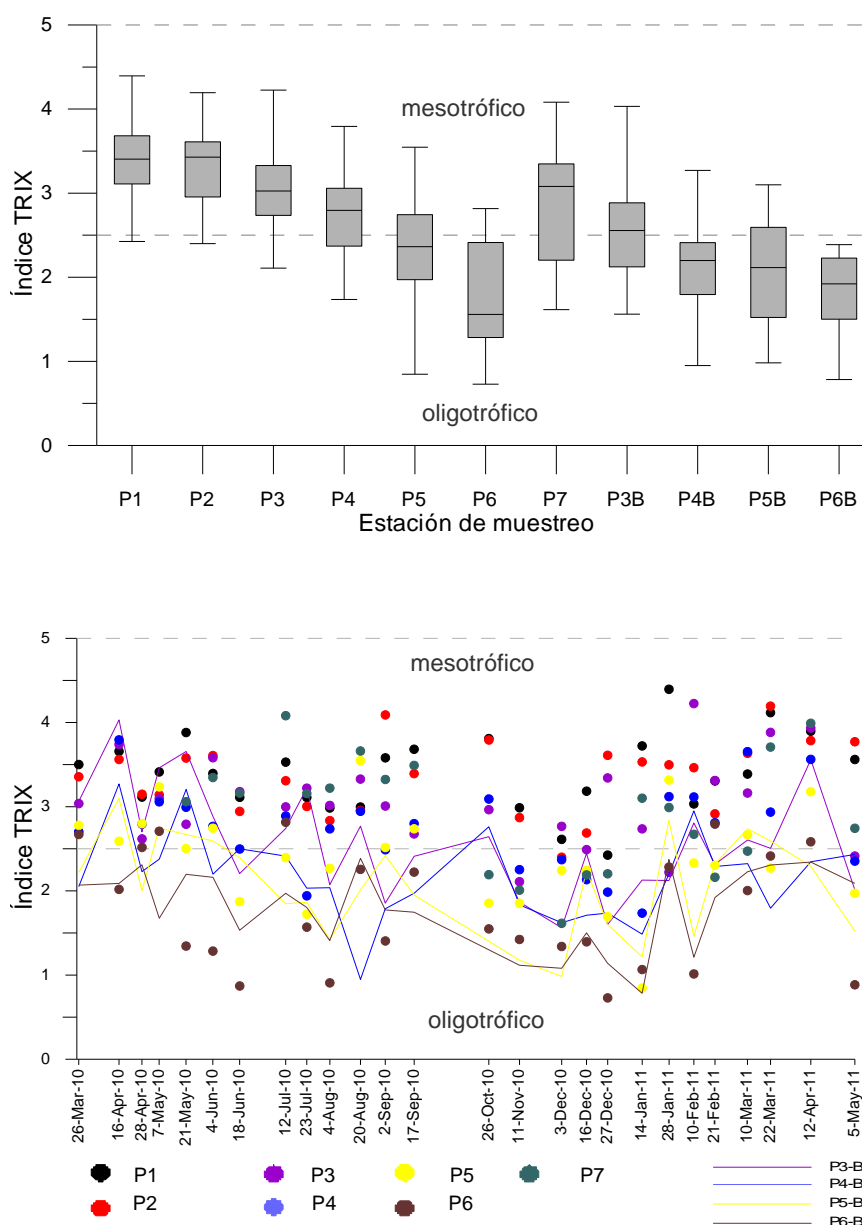 5
4
3
2
1
0
Índice TRIX
mesotrófico
oligotrófico
P1 P2 P3 P4 P5 P6 P7 P3B P4B P5B P6B
Estación de muestreo
5
4
3
2
1
0
Índice TRIX
mesotrófico
oligotrófico
26-Mar-10
16-Apr-10
28-Apr-10
7-May-10
21-May-10
4-Jun-10
18-Jun-10
12-Jul-10
23-Jul-10
4-Aug-10
20-Aug-10
2-Sep-10
17-Sep-10
26-Oct-10
11-Nov-10
3-Dec-10
16-Dec-10
27-Dec-10
14-Jan-11
28-Jan-11
10-Feb-11
21-Feb-11
10-Mar-11
22-Mar-11
12-Apr-11
5-May-11
P1 P3 P5 P7
P2 P4 P6
P3-B
P4-B
P5-B
P6-B